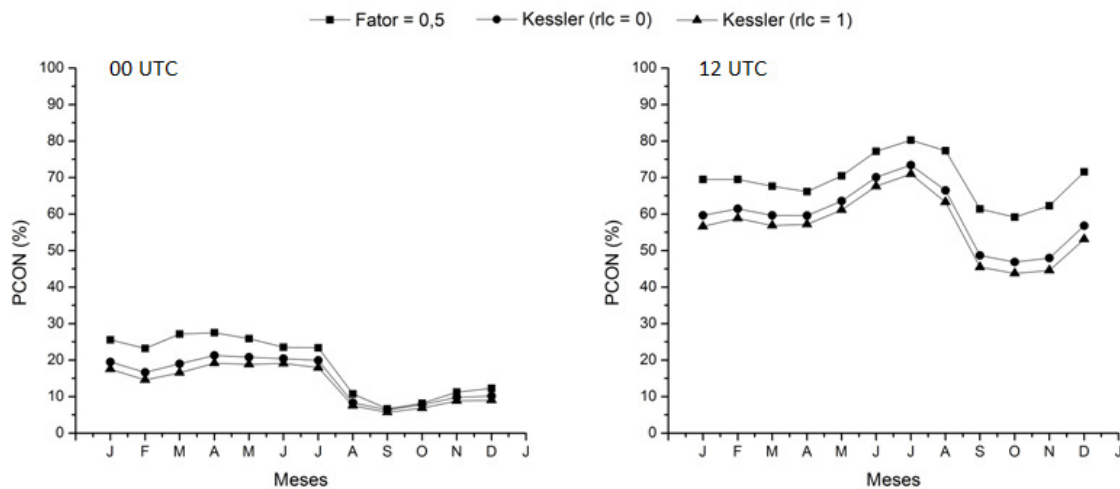 Fator = 0,5 Kessler (rlc = 0) Kessler (rlc = 1)
00 UTC
PCON (%)
100
90
80
70
60
50
40
30
20
10
0
J F M A M J J A S O N D J
Meses
12 UTC
PCON (%)
100
90
80
70
60
50
40
30
20
10
0
J F M A M J J A S O N D J
Meses